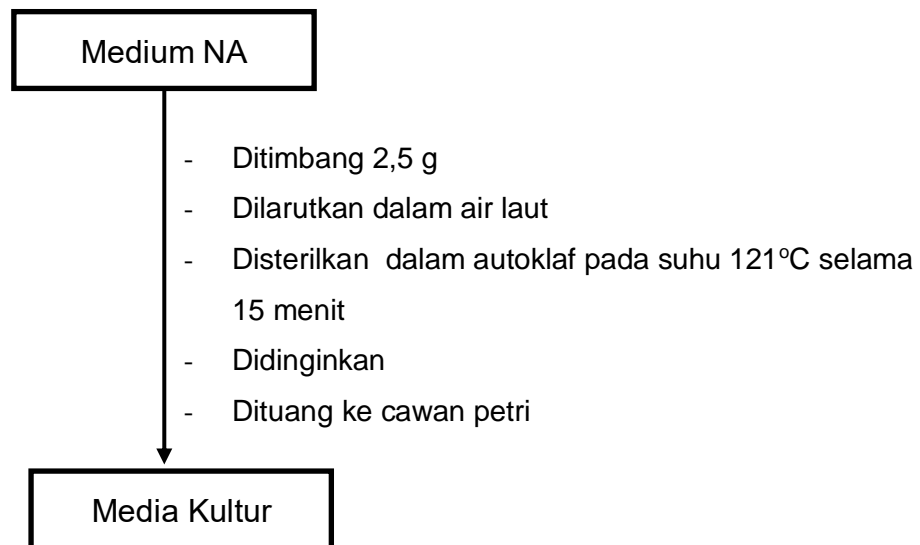 Medium NA
- Ditimbang 2,5 g
- Dilarutkan dalam air laut
- Disterilkan dalam autoklaf pada suhu 121°C selama
15 menit
- Didinginkan
- Dituang ke cawan petri
Media Kultur